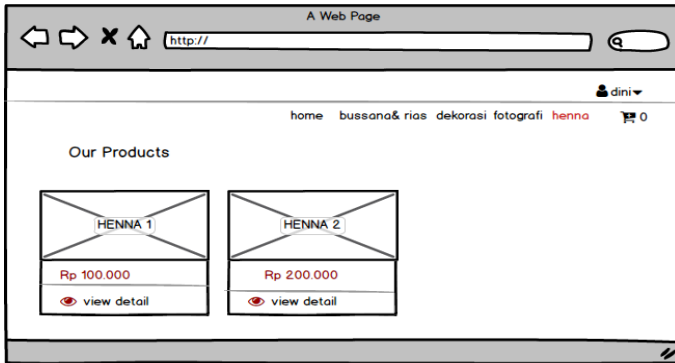 A Web Page
http://
dini
home bussana& rias dekorasi fotografi henna 0
Our Products
HENNA 1 HENNA 2
Rp 100.000 Rp 200.000
view detail view detail